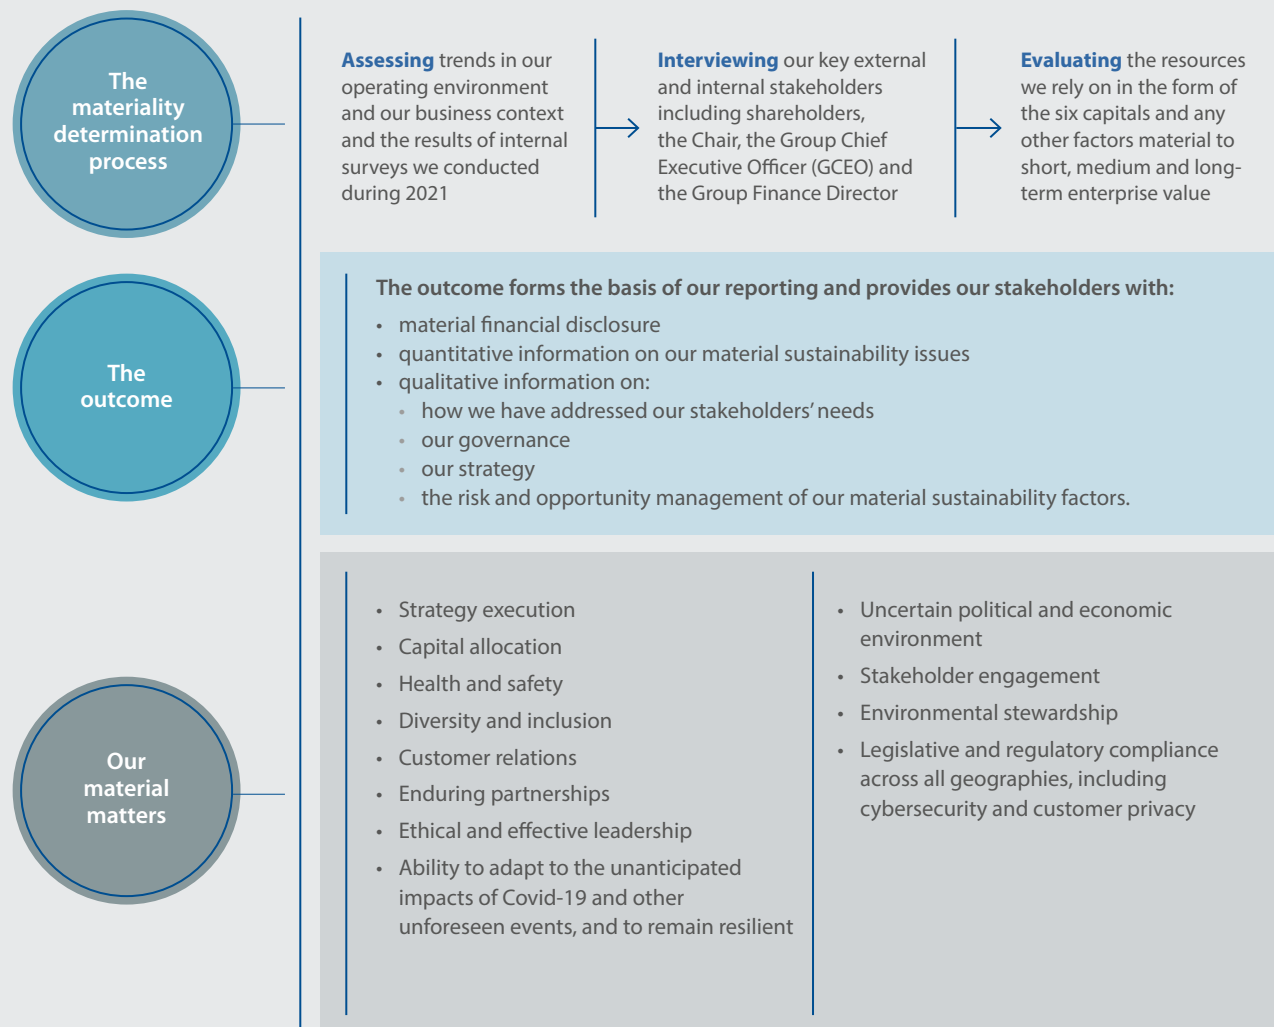 The
materiality
determination
process
Assessing trends in our
operating environment
and our business context
and the results of internal
surveys we conducted
during 2021
Interviewing our key external
and internal stakeholders
including shareholders,
the Chair, the Group Chief
Executive Officer (GCEO) and
the Group Finance Director
Evaluating the resources
we rely on in the form of
the six capitals and any
other factors material to
short, medium and long-
term enterprise value
The
outcome
The outcome forms the basis of our reporting and provides our stakeholders with:
• material financial disclosure
• quantitative information on our material sustainability issues
• qualitative information on:
• how we have addressed our stakeholders' needs
• our governance
• our strategy
• the risk and opportunity management of our material sustainability factors.
Our
material
matters
• Strategy execution
• Capital allocation
• Health and safety
• Diversity and inclusion
• Customer relations
• Enduring partnerships
• Ethical and effective leadership
• Ability to adapt to the unanticipated
impacts of Covid-19 and other
unforeseen events, and to remain resilient
• Uncertain political and economic
environment
• Stakeholder engagement
• Environmental stewardship
• Legislative and regulatory compliance
across all geographies, including
cybersecurity and customer privacy